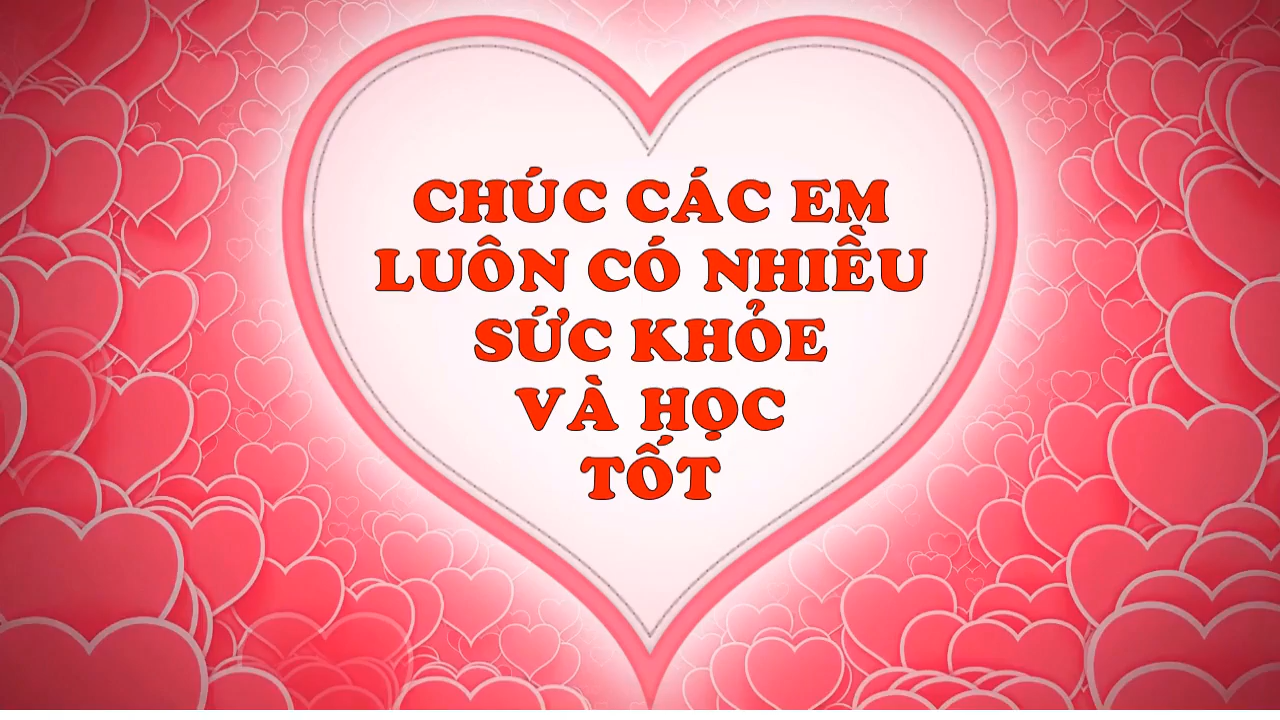 CHÚC CÁC EM
LUÔN CÓ NHIỀU
SỨC KHỎE
VÀ HỌC
TỐT